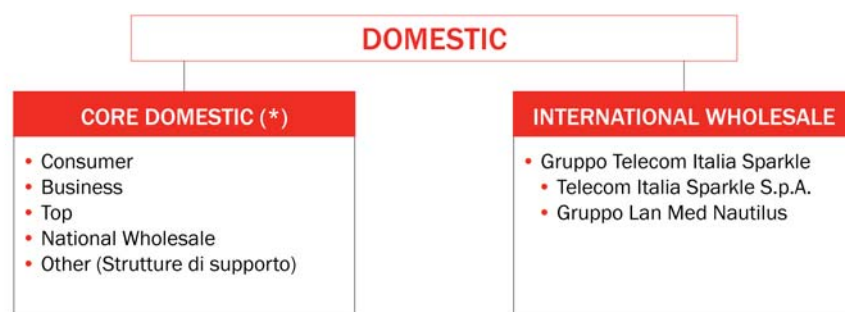 DOMESTIC
CORE DOMESTIC (*)
• Consumer
• Business
• Top
• National Wholesale
• Other (Strutture di supporto)
INTERNATIONAL WHOLESALE
• Gruppo Telecom Italia Sparkle
• Telecom Italia Sparkle S.p.A.
• Gruppo Lan Med Nautilus